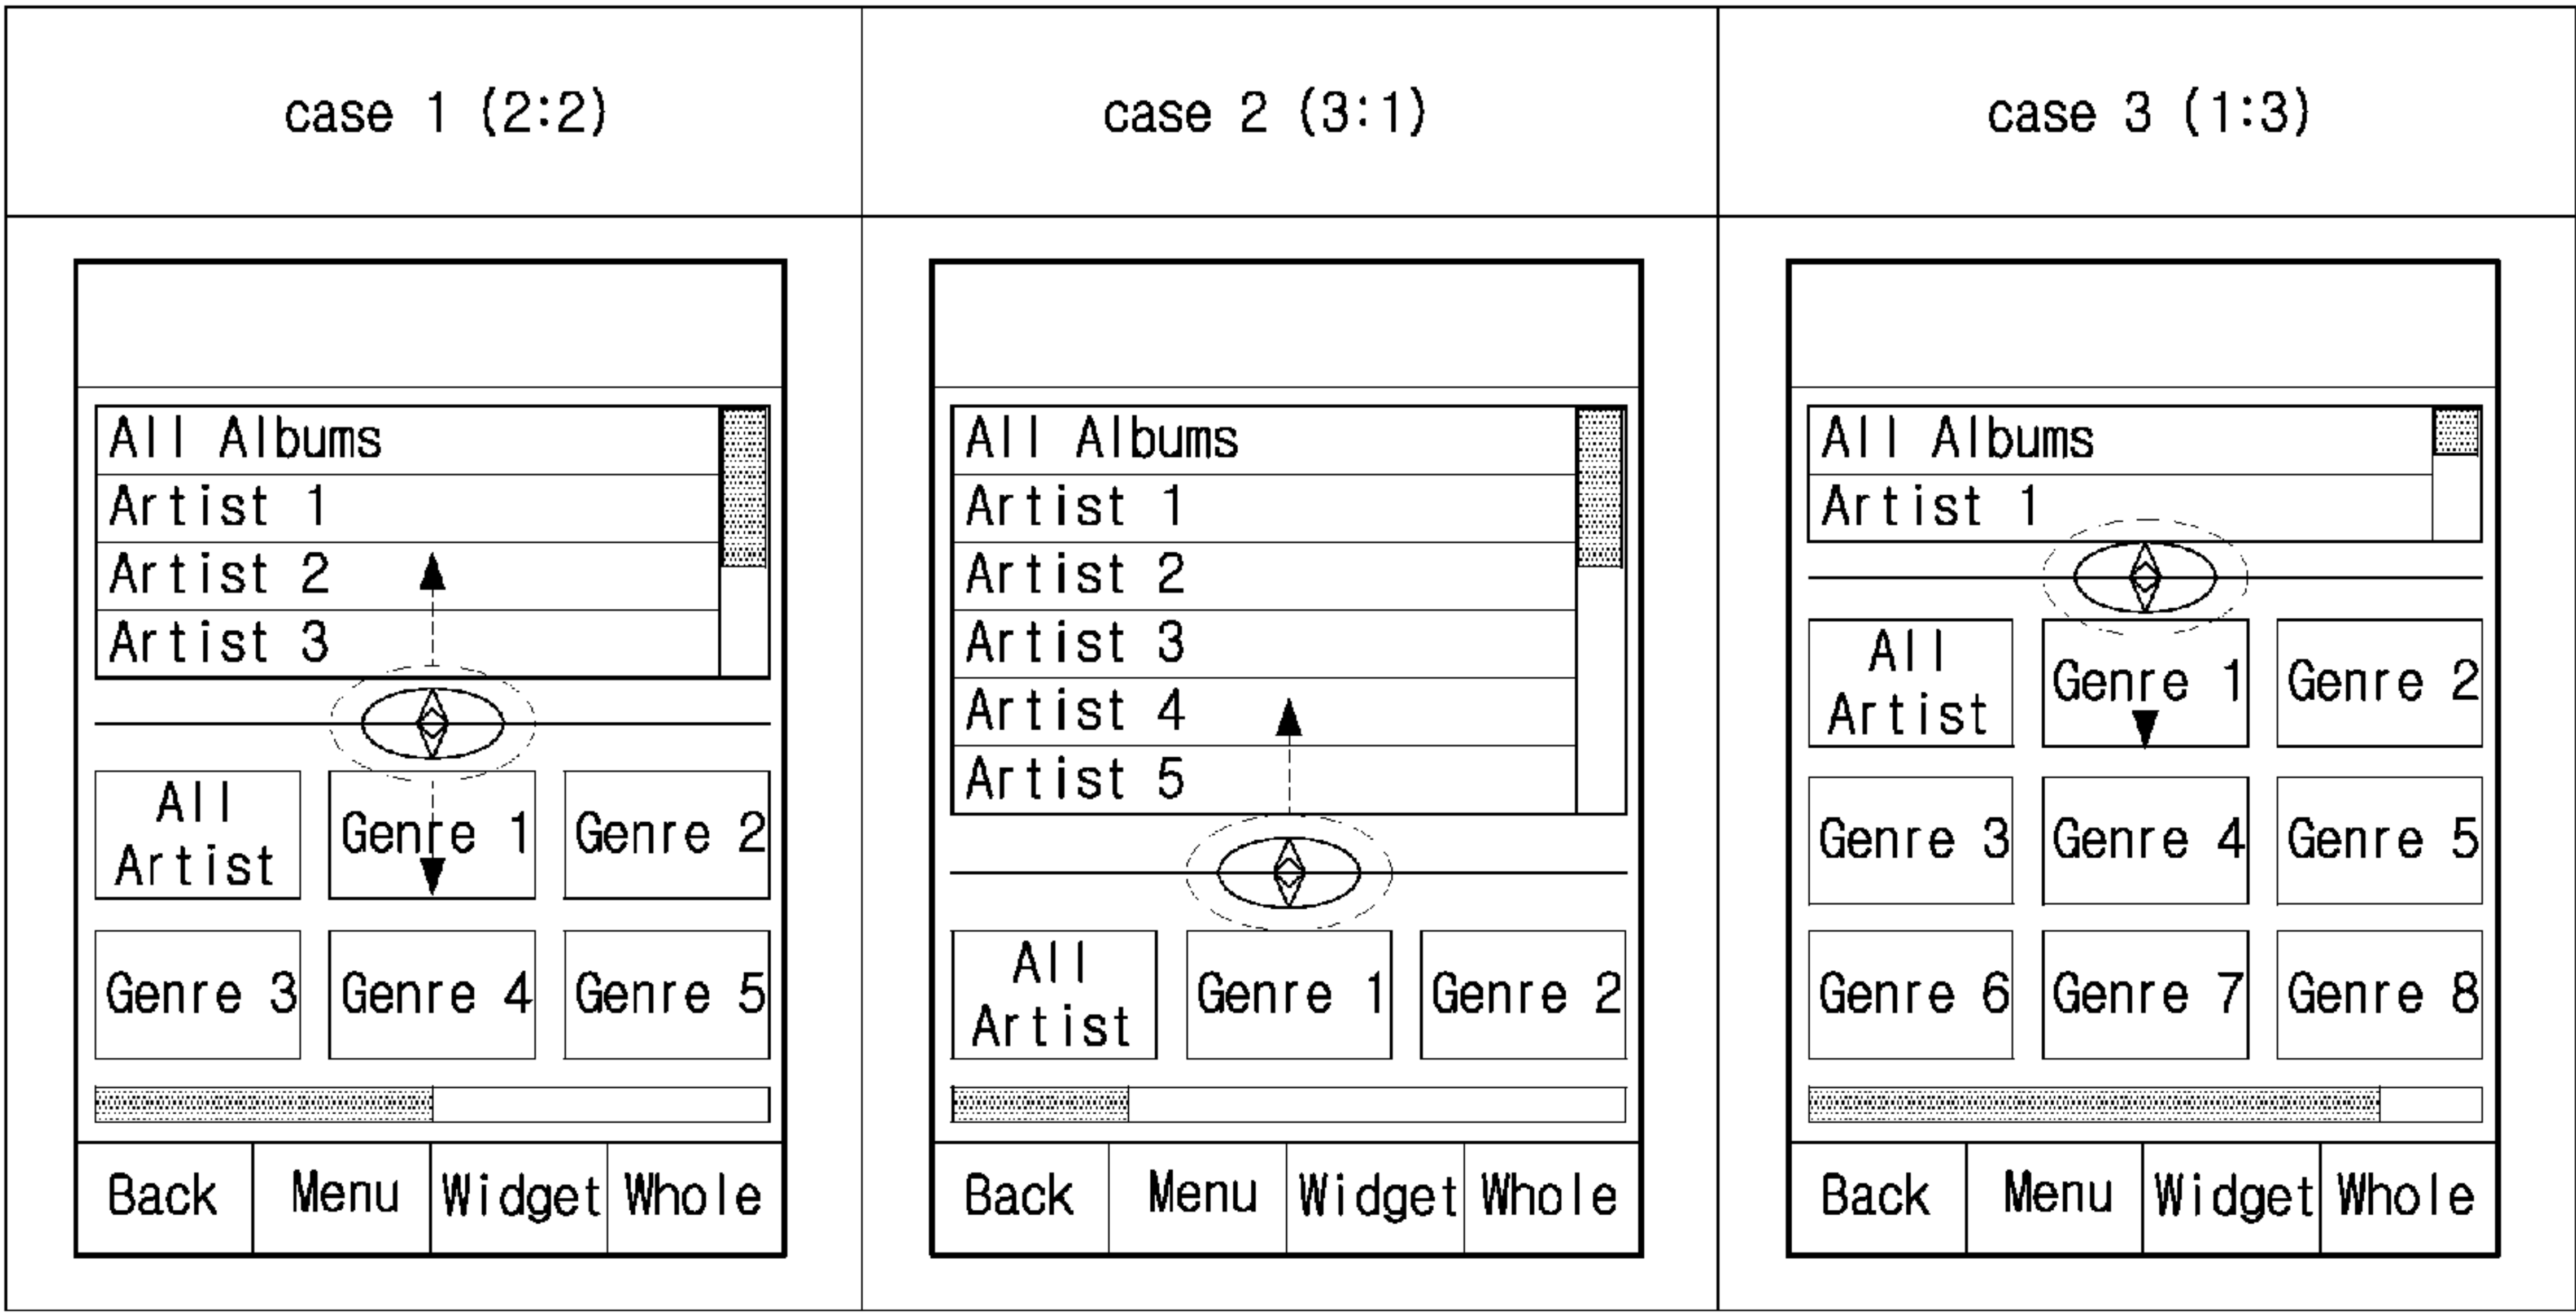 case 1 (2:2)
case 2 (3:1)
case 3 (1:3)
All Albums
Artist 1
Artist 2
Artist 3
All
Artist
Genre 1
Genre 2
Genre 3
Genre 4
Genre 5
Back
Menu
Widget
Whole
All Albums
Artist 1
Artist 2
Artist 3
Artist 4
Artist 5
All
Artist
Genre 1
Genre 2
Back
Menu
Widget
Whole
All Albums
Artist 1
All
Artist
Genre 1
Genre 2
Genre 3
Genre 4
Genre 5
Genre 6
Genre 7
Genre 8
Back
Menu
Widget
Whole